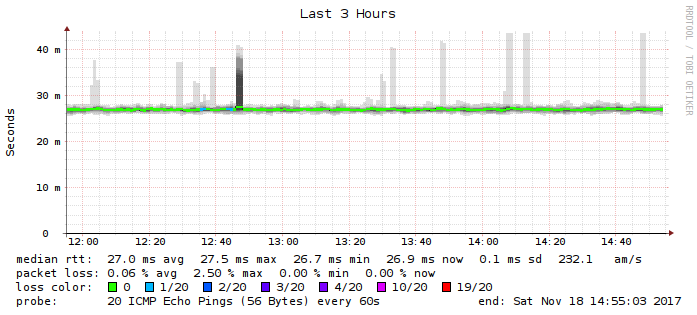 Last 3 Hours
RRDTOOL / TOBI OETIKER
Seconds
40 m
30 m
20 m
10 m
0
12:00 12:20 12:40 13:00 13:20 13:40 14:00 14:20 14:40
median rtt: 27.0 ms avg 27.5 ms max 26.7 ms min 26.9 ms now 0.1 ms sd 232.1 am/s
packet loss: 0.06 % avg 2.50 % max 0.00 % min 0.00 % now
loss color: 0 1/20 2/20 3/20 4/20 10/20 19/20
probe: 20 ICMP Echo Pings (56 Bytes) every 60s end: Sat Nov 18 14:55:03 2017